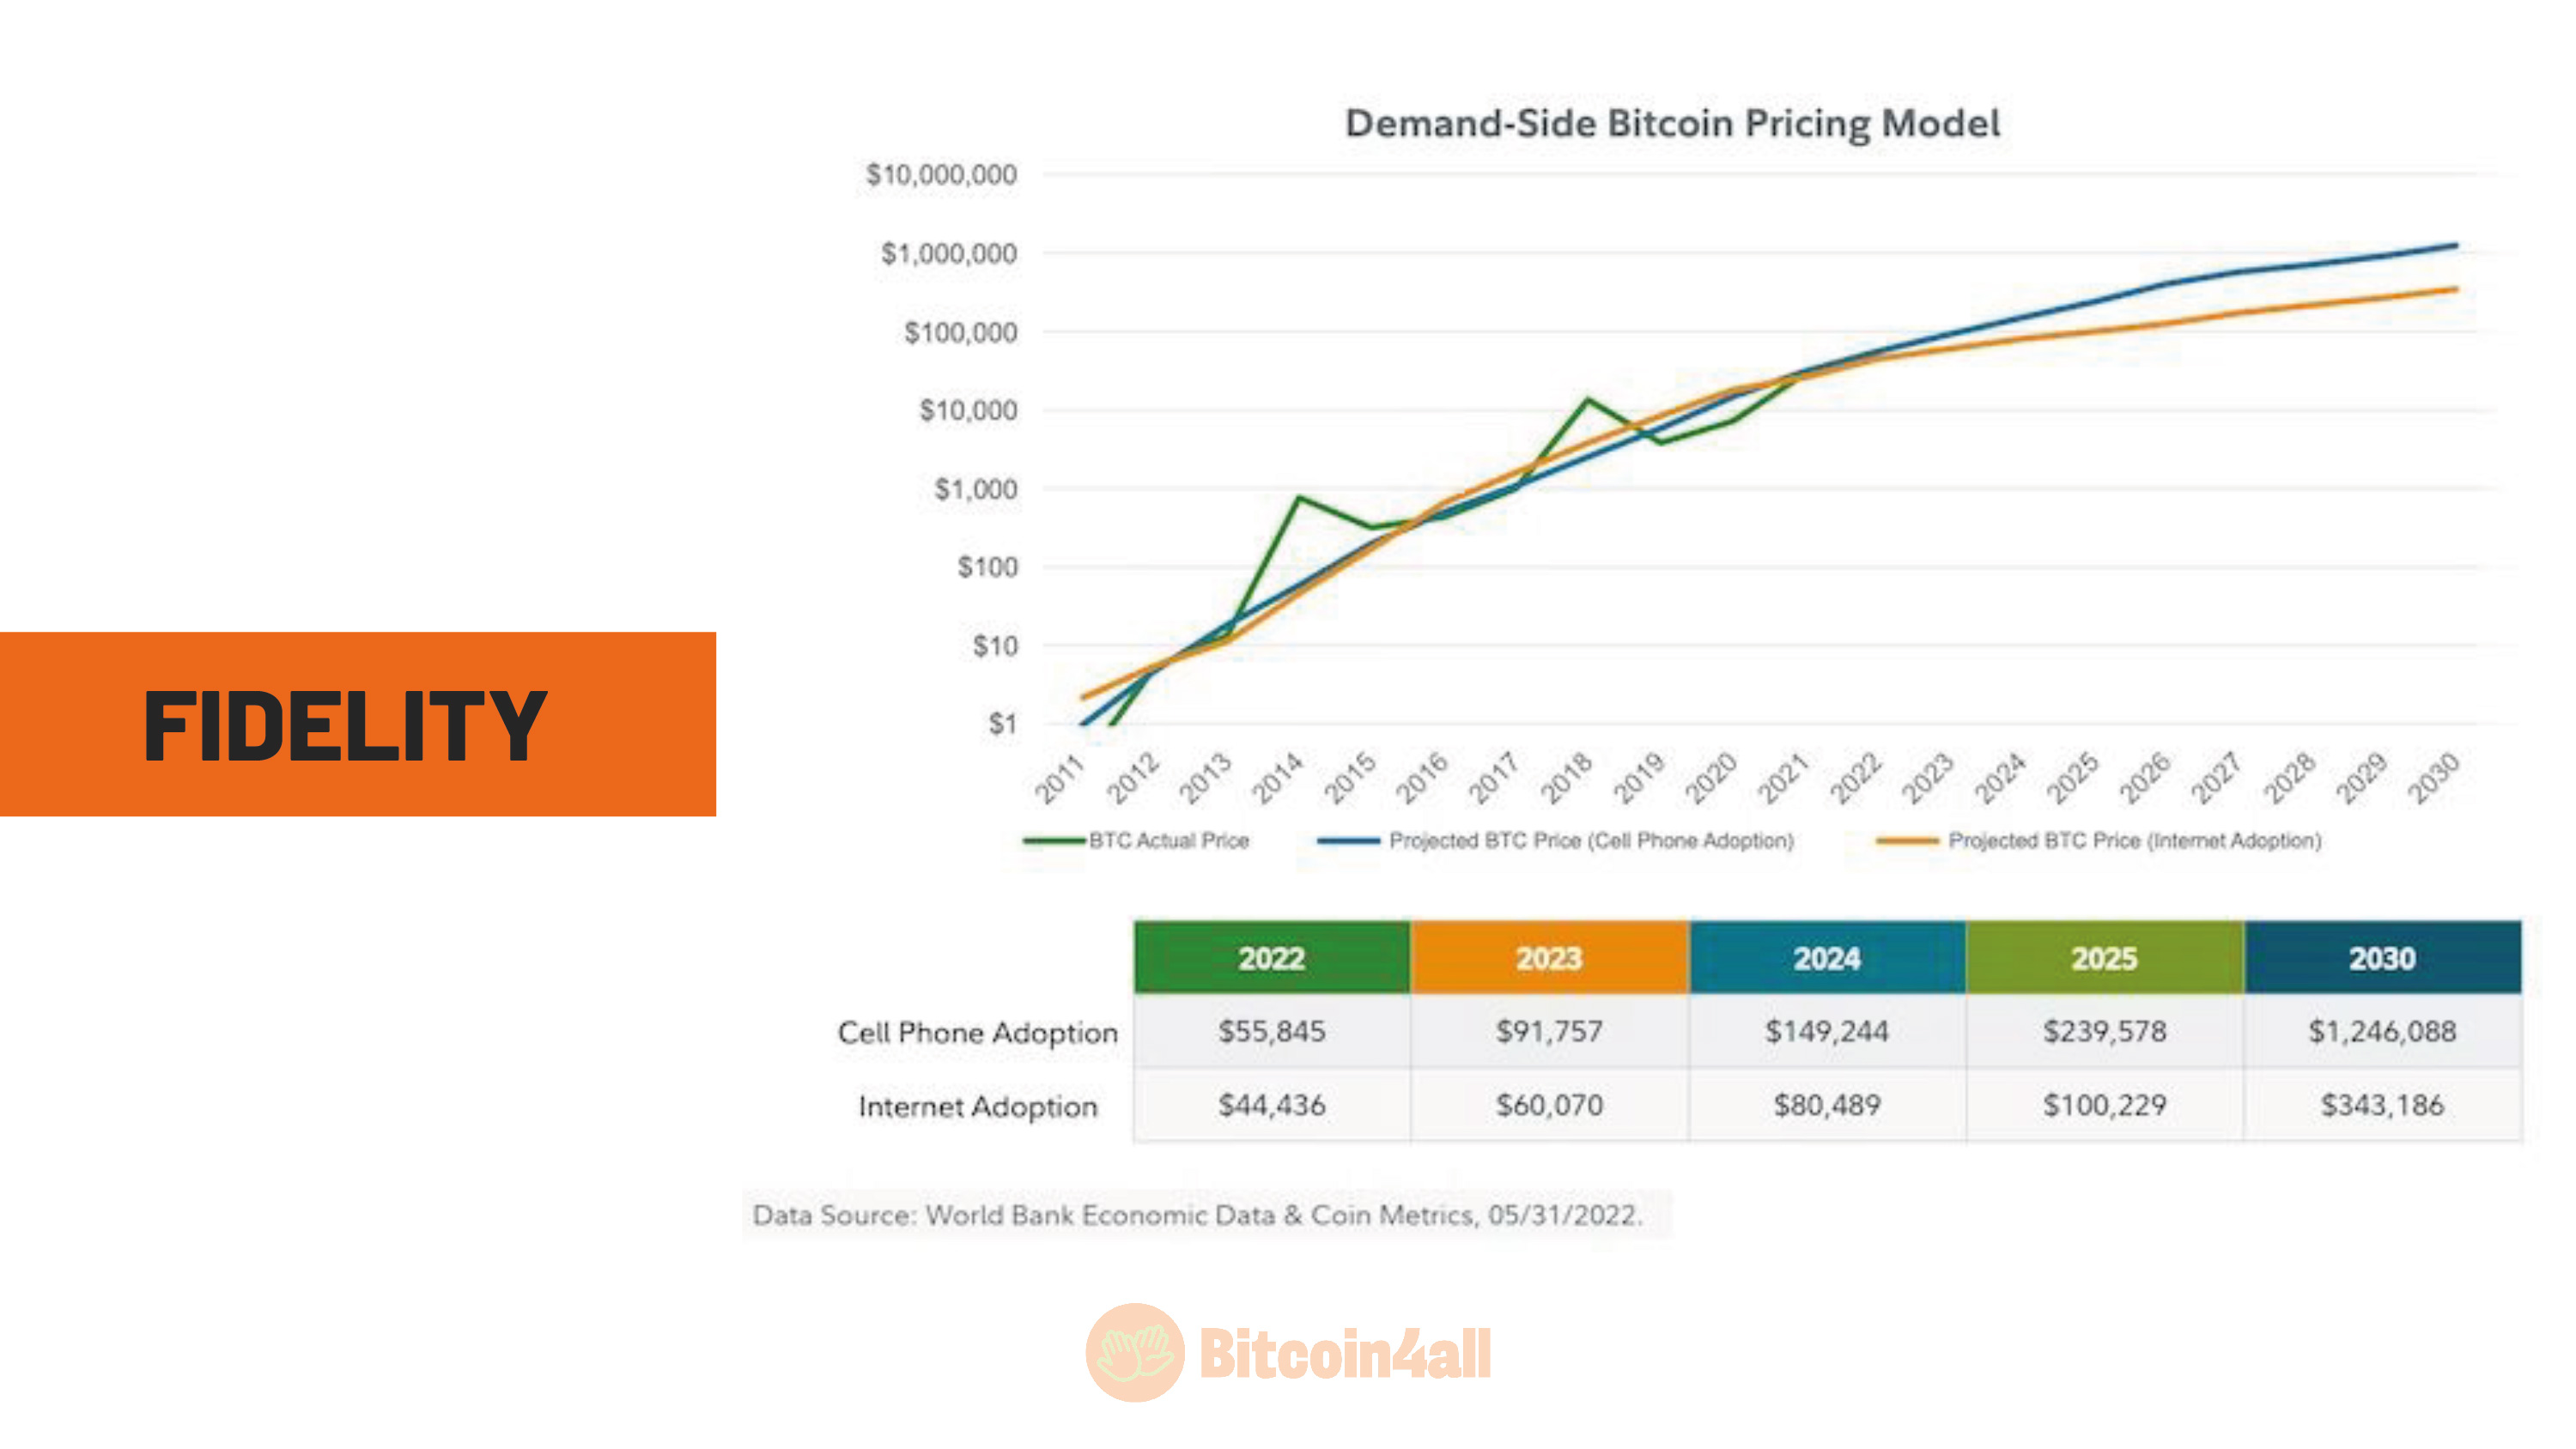 FIDELITY
Demand-Side Bitcoin Pricing Model
$10,000,000
$1,000,000
$100,000
$10,000
$1,000
$100
$10
$1
2011 2012 2013 2014 2015 2016 2017 2018 2019 2020 2021 2022 2023 2024 2025 2026 2027 2028 2029 2030
BTC Actual Price Projected BTC Price (Cell Phone Adoption) Projected BTC Price (Internet Adoption)
2022 2023 2024 2025 2030
Cell Phone Adoption $55,845 $91,757 $149,244 $239,578 $1,246,088
Internet Adoption $44,436 $60,070 $80,489 $100,229 $343,186
Data Source: World Bank Economic Data & Coin Metrics, 05/31/2022.
Bitcoin4all